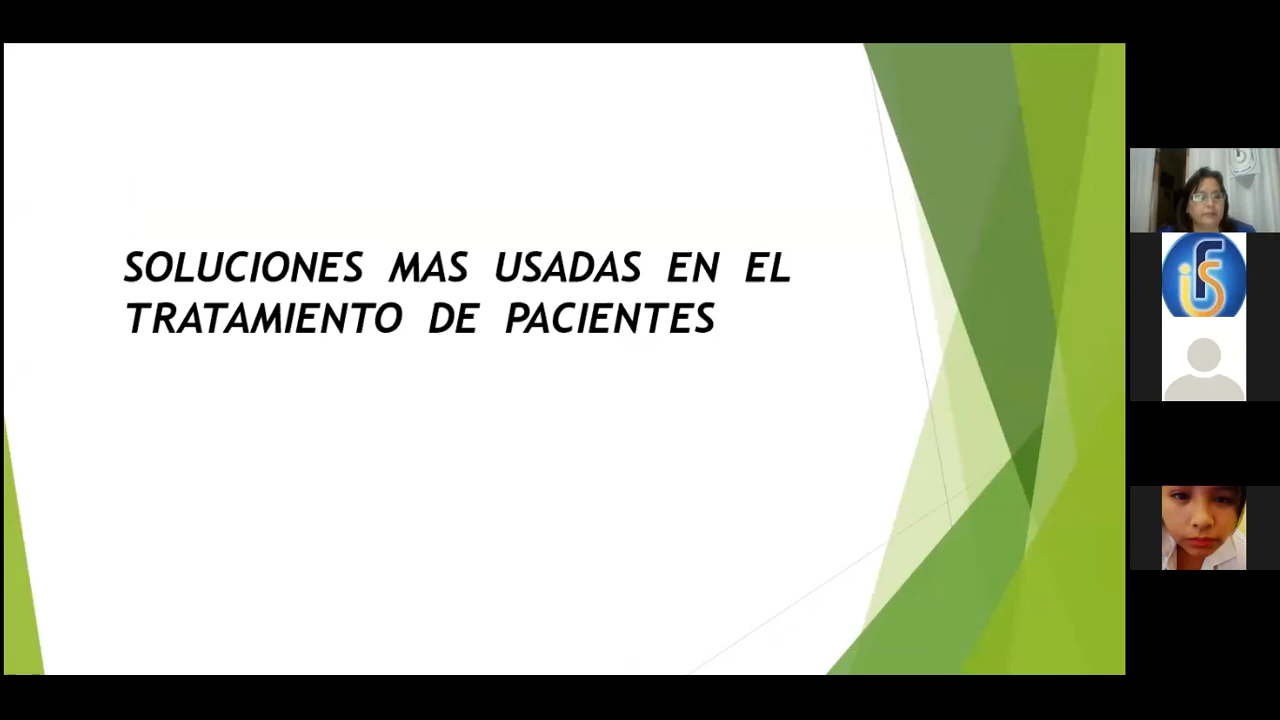 SOLUCIONES MAS USADAS EN EL
TRATAMIENTO DE PACIENTES